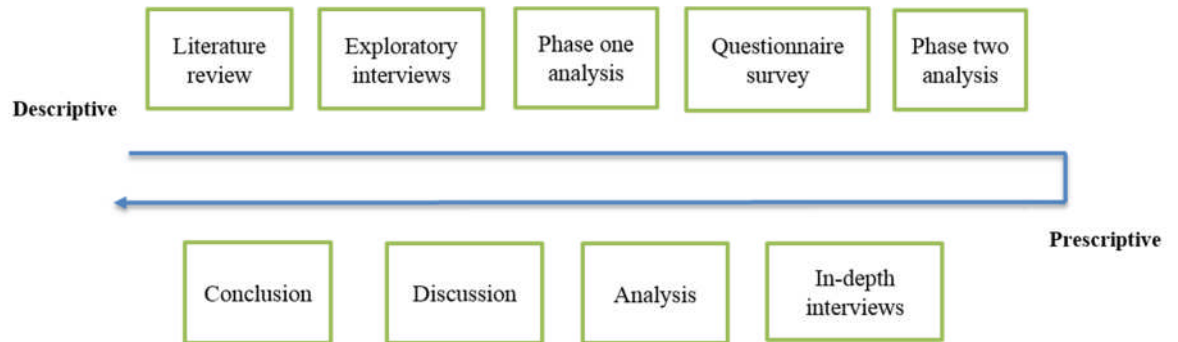 Literature
review
Exploratory
interviews
Phase one
analysis
Questionnaire
survey
Phase two
analysis
Descriptive
Prescriptive
Conclusion
Discussion
Analysis
In-depth
interviews